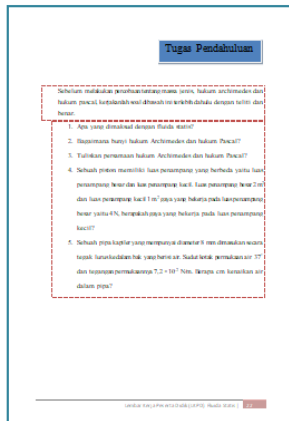 Tugas Pendahuluan
Sebelum melakukan percobaan tentang massa jenis, hukum archimedes dan
hukum pascal, kerjakanlah soal dibawah ini terlebih dahulu dengan teliti dan
benar.
1. Apa yang dimaksud dengan fluida statis?
2. Bagaimana bunyi hukum Archimedes dan hukum Pascal?
3. Tuliskan persamaan hukum Archimedes dan hukum Pascal?
4. Sebuah piston memiliki luas penampang yang berbeda yaitu luas
penampang besar dan luas penampang kecil. Luas penampang besar 2 m²
dan luas penampang kecil 1 m² gaya yang bekerja pada luas penampang
besar yaitu 4 N, berapakah gaya yang bekerja pada luas penampang
kecil?
5. Sebuah pipa kapiler yang mempunyai diameter 8 mm dimasukan secara
tegak lurus kedalam bak yang berisi air. Sudut kontak permukaan air 37°
dan tegangan permukaannya 7,2 × 10⁻² N/m. Berapa cm kenaikan air
dalam pipa?
Lembar Kerja Peserta Didik (LKPD), Fluida Statis |